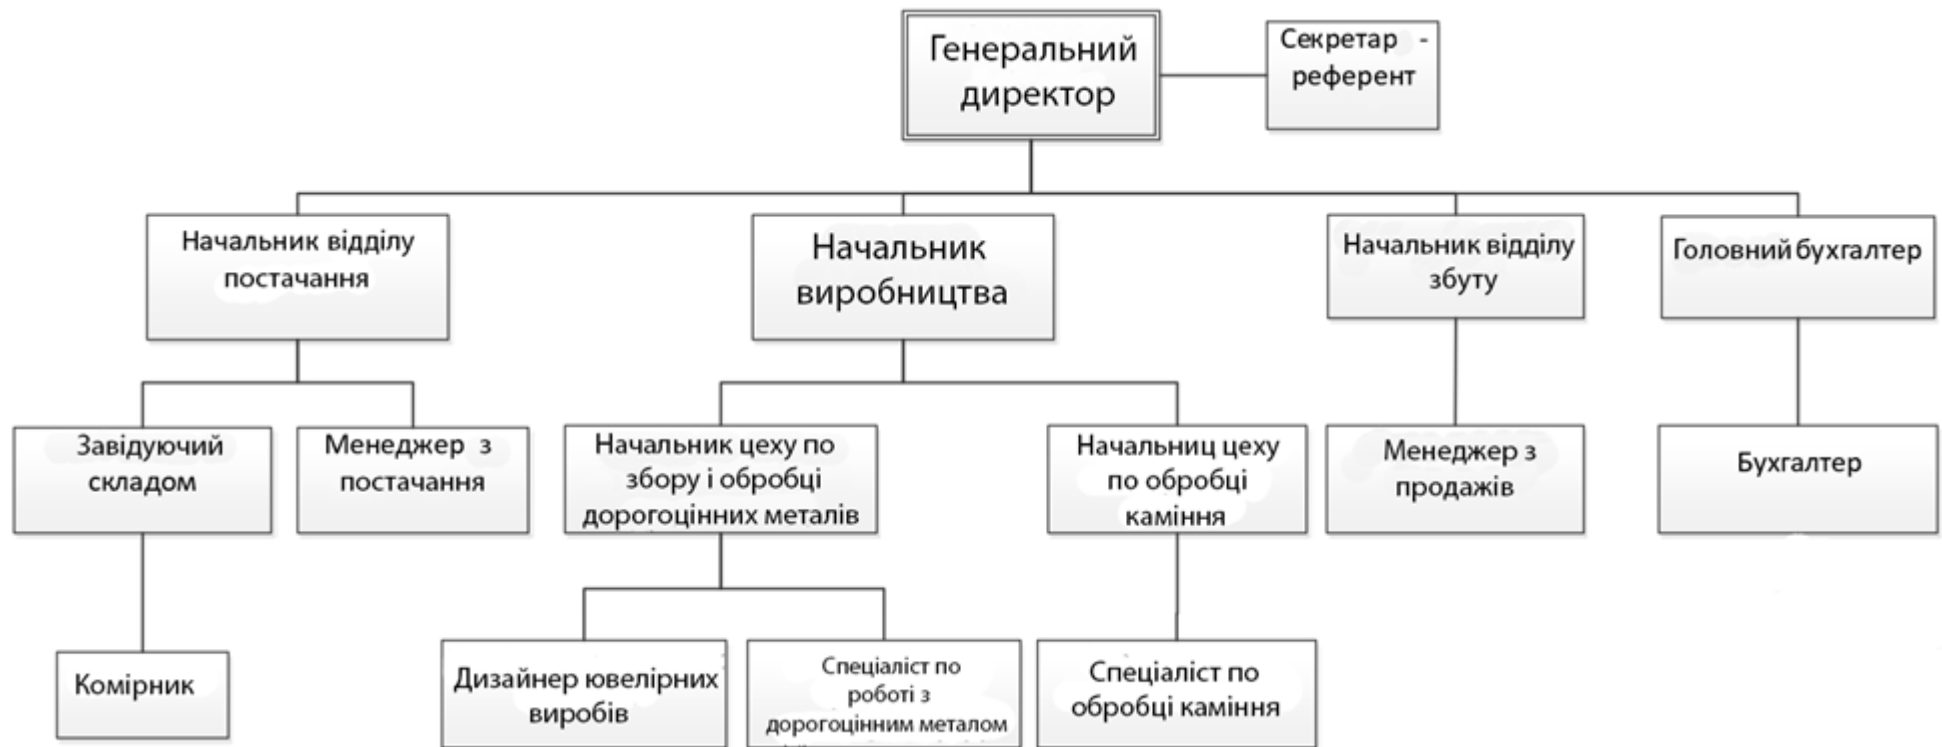 Генеральний
директор
Секретар -
референт
Начальник відділу
постачання
Начальник
виробництва
Начальник відділу
збуту
Головний бухгалтер
Завідуючий
складом
Менеджер з
постачання
Начальник цеху по
збору і обробці
дорогоцінних металів
Начальниц цеху
по обробці
каміння
Менеджер з
продажів
Бухгалтер
Комірник
Дизайнер ювелірних
виробів
Спеціаліст по
роботі з
дорогоцінним металом
Спеціаліст по
обробці каміння